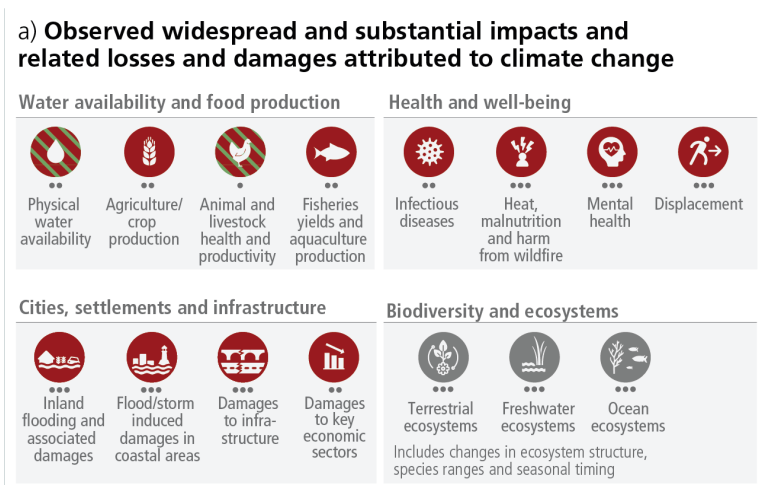 a) Observed widespread and substantial impacts and
related losses and damages attributed to climate change
Water availability and food production
Physical
water
availability
Agriculture/
crop
production
Animal and
livestock
health and
productivity
Fisheries
yields and
aquaculture
production
Health and well-being
Infectious
diseases
Heat,
malnutrition
and harm
from wildfire
Mental
health
Displacement
Cities, settlements and infrastructure
Inland
flooding and
associated
damages
Flood/storm
induced
damages in
coastal areas
Damages
to infra-
structure
Damages
to key
economic
sectors
Biodiversity and ecosystems
Terrestrial
ecosystems
Freshwater
ecosystems
Ocean
ecosystems
Includes changes in ecosystem structure,
species ranges and seasonal timing